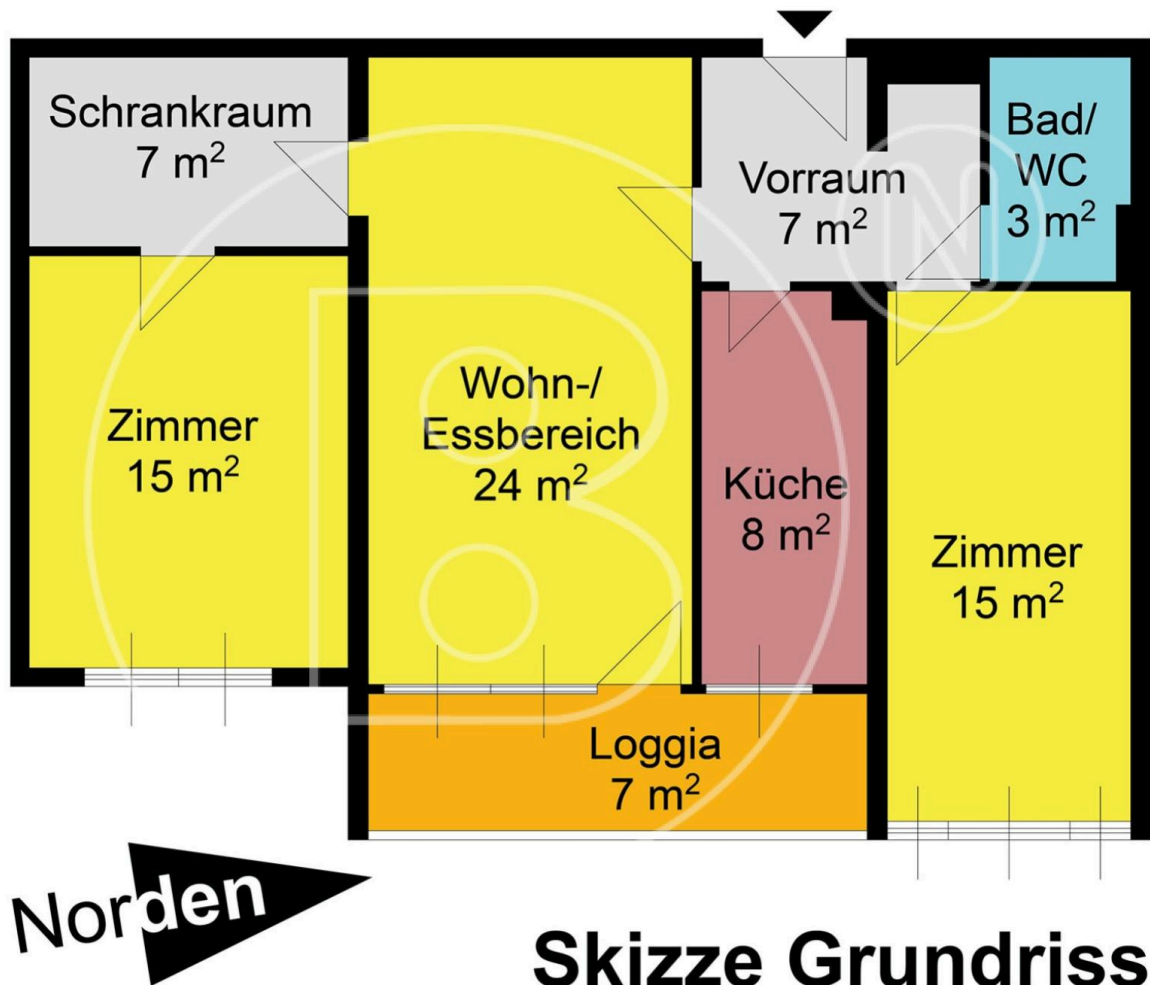 Schrankraum
7 m²
Bad/
WC
3 m²
Vorraum
7 m²
Wohn-/
Essbereich
24 m²
Zimmer
15 m²
Küche
8 m²
Zimmer
15 m²
Loggia
7 m²
Norden
Skizze Grundriss
B
N